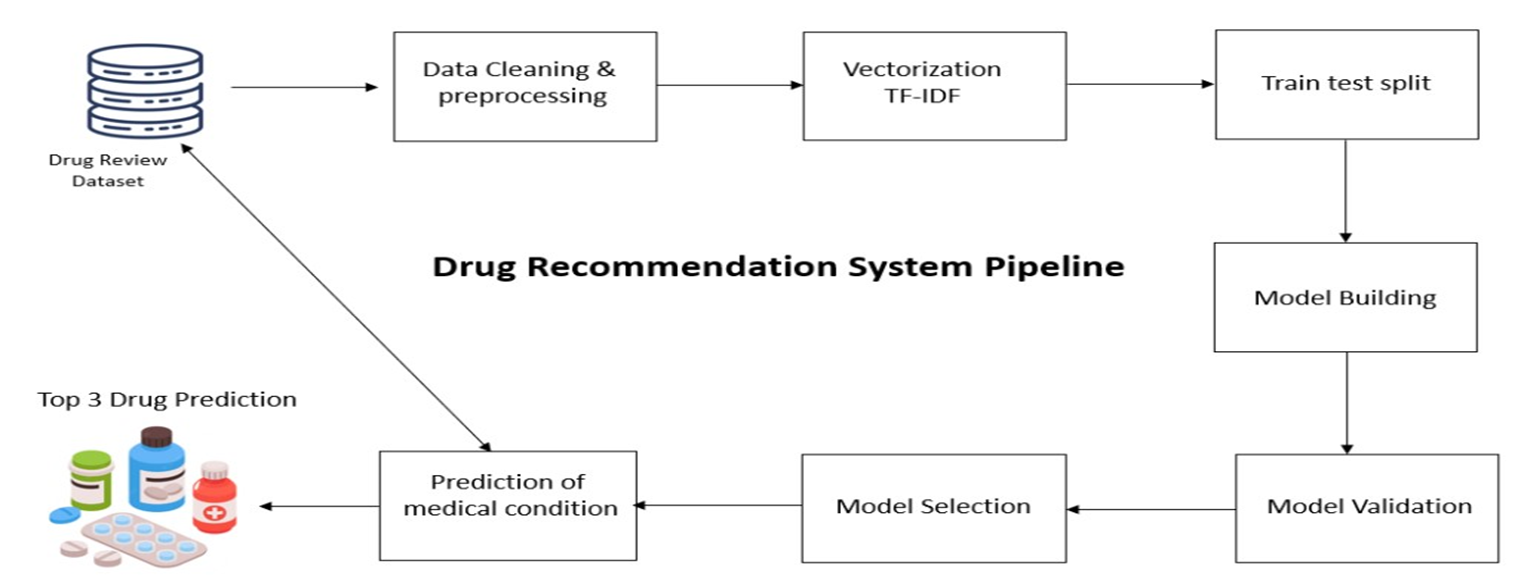 Data Cleaning &
preprocessing
Vectorization
TF-IDF
Train test split
Drug Review
Dataset
Drug Recommendation System Pipeline
Model Building
Top 3 Drug Prediction
Prediction of
medical condition
Model Selection
Model Validation